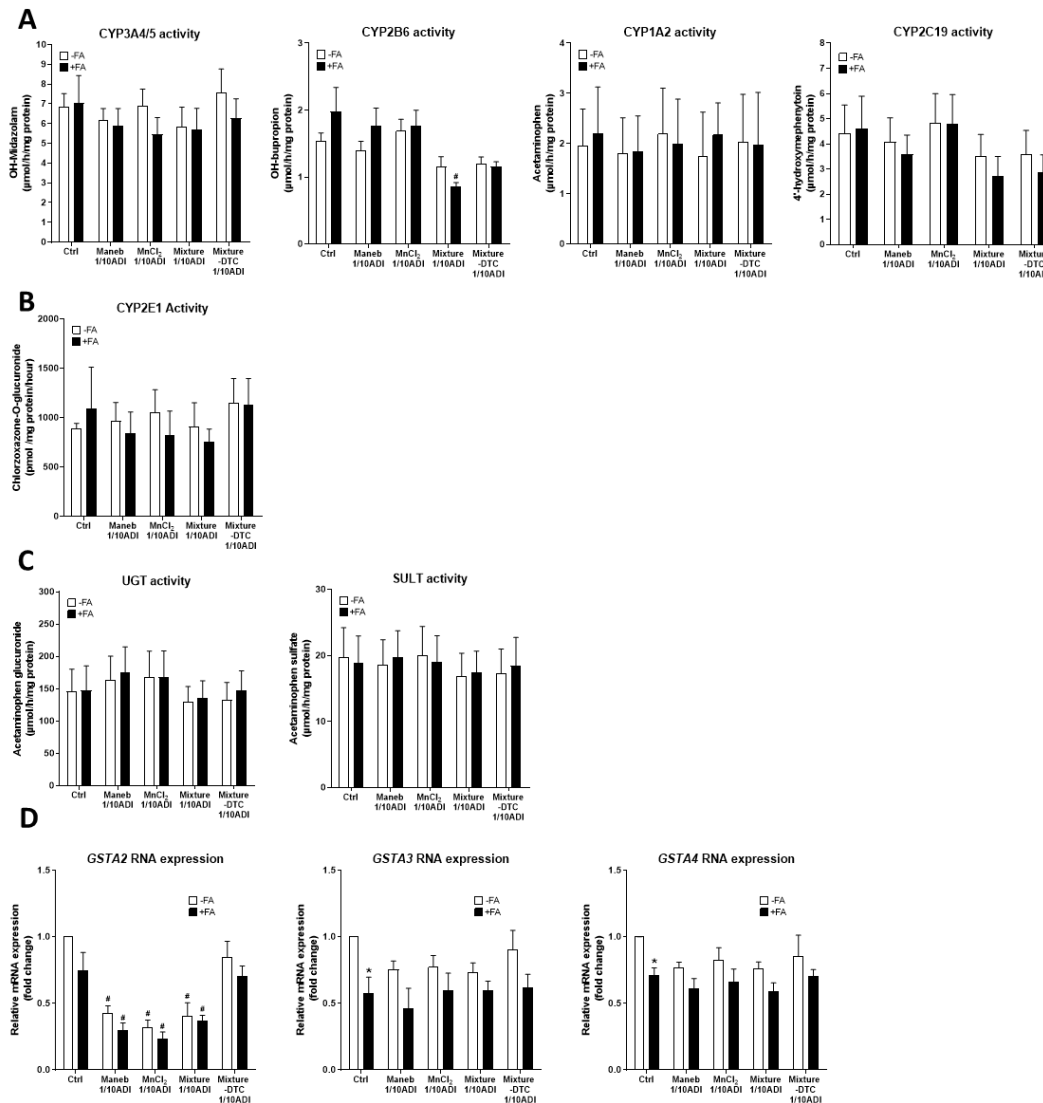 A
CYP3A4/5 activity
OH-Midazolam
(µmol/h/mg protein)
10
9
8
7
6
5
4
3
2
1
0
-FA
+FA
Ctrl
Maneb
1/10ADI
MnCl2
1/10ADI
Mixture
1/10ADI
Mixture
-DTC
1/10ADI
CYP2B6 activity
OH-bupropion
(µmol/h/mg protein)
3
2
1
0
-FA
+FA
#
Ctrl
Maneb
1/10ADI
MnCl2
1/10ADI
Mixture
1/10ADI
Mixture
-DTC
1/10ADI
CYP1A2 activity
Acetaminophen
(µmol/h/mg protein)
4
3
2
1
0
-FA
+FA
Ctrl
Maneb
1/10ADI
MnCl2
1/10ADI
Mixture
1/10ADI
Mixture
-DTC
1/10ADI
CYP2C19 activity
4'-hydroxymephenytoin
(µmol/h/mg protein)
8
6
4
2
0
-FA
+FA
Ctrl
Maneb
1/10ADI
MnCl2
1/10ADI
Mixture
1/10ADI
Mixture
-DTC
1/10ADI
B
CYP2E1 Activity
Chlorzoxazone-O-glucuronide
(pmol /mg protein/hour)
2000
1500
1000
500
0
-FA
+FA
Ctrl
Maneb
1/10ADI
MnCl2
1/10ADI
Mixture
1/10ADI
Mixture
-DTC
1/10ADI
C
UGT activity
Acetaminophen glucuronide
(µmol/h/mg protein)
300
250
200
150
100
50
0
-FA
+FA
Ctrl
Maneb
1/10ADI
MnCl2
1/10ADI
Mixture
1/10ADI
Mixture
-DTC
1/10ADI
SULT activity
Acetaminophen sulfate
(µmol/h/mg protein)
30
20
10
0
-FA
+FA
Ctrl
Maneb
1/10ADI
MnCl2
1/10ADI
Mixture
1/10ADI
Mixture
-DTC
1/10ADI
D
GSTA2 RNA expression
Relative mRNA expression
(fold change)
1.5
1.0
0.5
0.0
-FA
+FA
# # # # # #
Ctrl
Maneb
1/10ADI
MnCl2
1/10ADI
Mixture
1/10ADI
Mixture
-DTC
1/10ADI
GSTA3 RNA expression
Relative mRNA expression
(fold change)
1.5
1.0
0.5
0.0
-FA
+FA
*
Ctrl
Maneb
1/10ADI
MnCl2
1/10ADI
Mixture
1/10ADI
Mixture
-DTC
1/10ADI
GSTA4 RNA expression
Relative mRNA expression
(fold change)
1.5
1.0
0.5
0.0
-FA
+FA
*
Ctrl
Maneb
1/10ADI
MnCl2
1/10ADI
Mixture
1/10ADI
Mixture
-DTC
1/10ADI